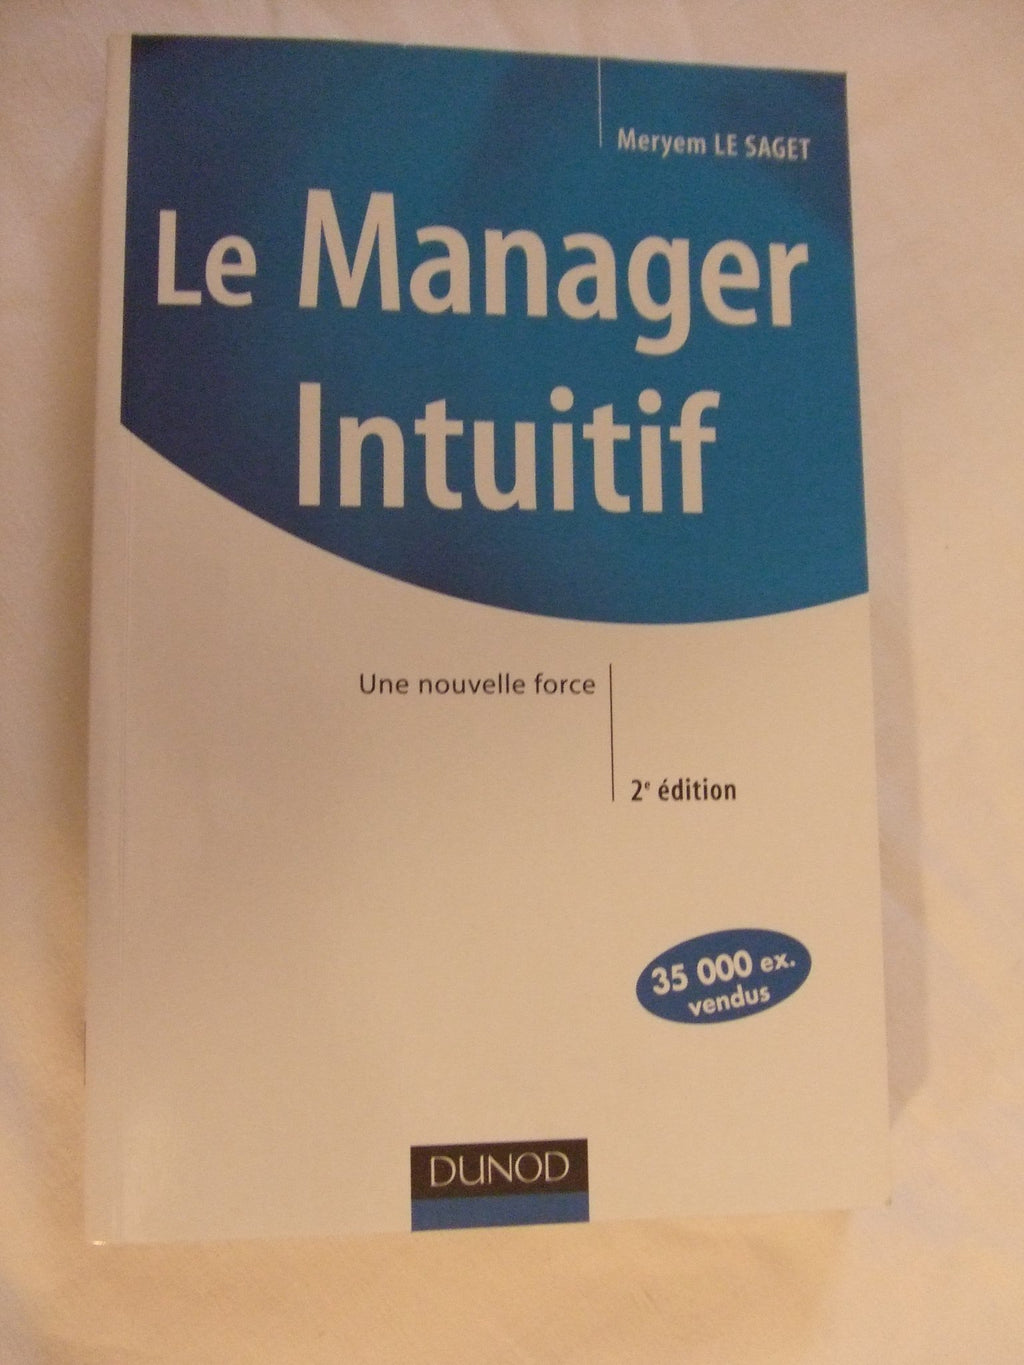 Meryem LE SAGET
Le Manager
Intuitif
Une nouvelle force
2e édition
35 000 ex.
vendus
DUNOD